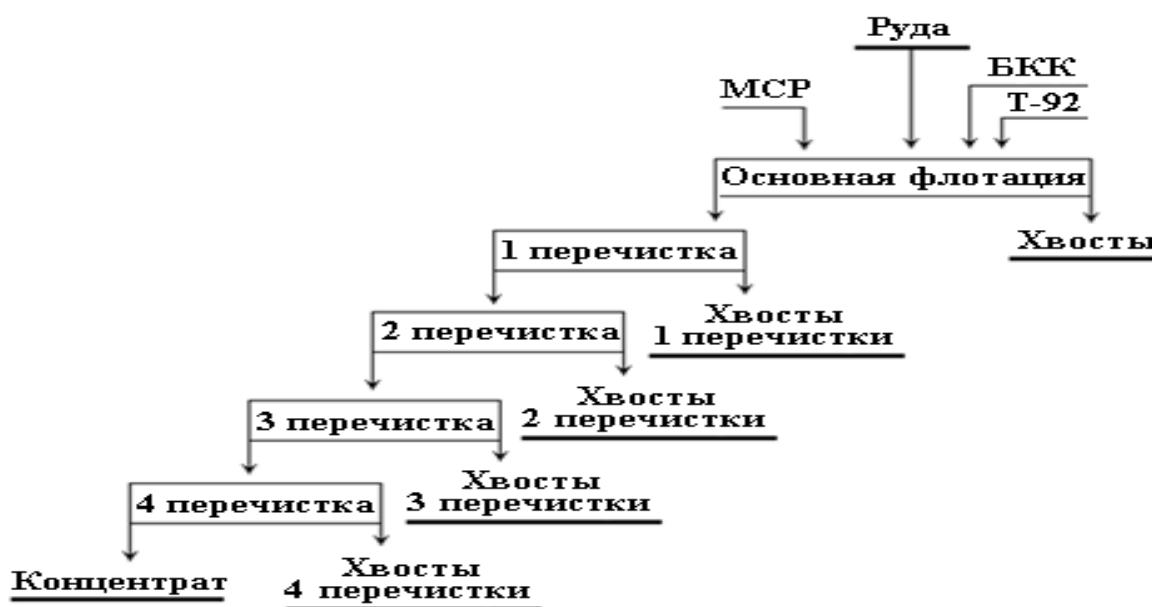 Руда
МСР
БКК
Т-92
Основная флотация
Хвосты
1 перечистка
Хвосты
1 перечистки
2 перечистка
Хвосты
2 перечистки
3 перечистка
Хвосты
3 перечистки
4 перечистка
Концентрат
Хвосты
4 перечистки